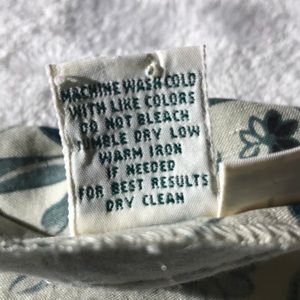 MACHINE WASH COLD
WITH LIKE COLORS
DO NOT BLEACH
TUMBLE DRY LOW
WARM IRON
IF NEEDED
FOR BEST RESULTS
DRY CLEAN